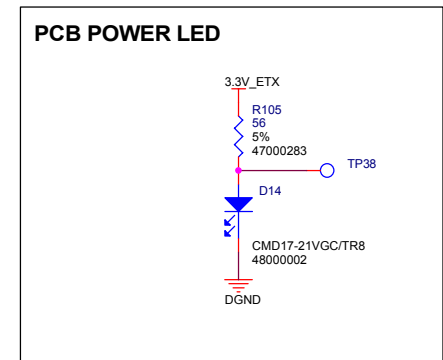 PCB POWER LED
3.3V_ETX
R105
56
5%
47000283
TP38
D14
CMD17-21VGC/TR8
48000002
DGND